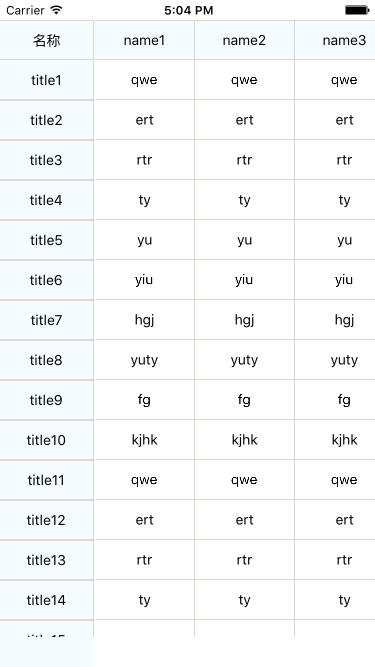 Carrier 5:04 PM
名称 name1 name2 name3
title1 qwe qwe qwe
title2 ert ert ert
title3 rtr rtr rtr
title4 ty ty ty
title5 yu yu yu
title6 yiu yiu yiu
title7 hgj hgj hgj
title8 yuty yuty yuty
title9 fg fg fg
title10 kjhk kjhk kjhk
title11 qwe qwe qwe
title12 ert ert ert
title13 rtr rtr rtr
title14 ty ty ty